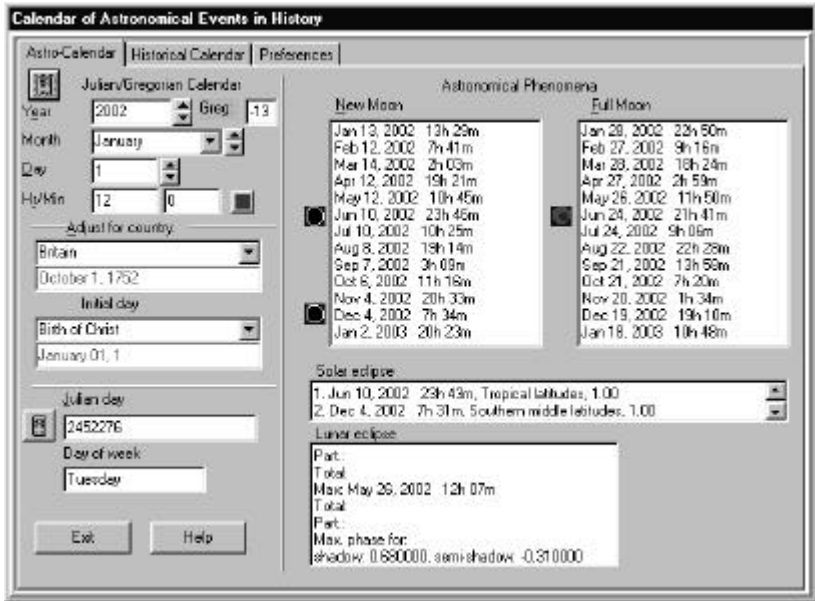 Calendar of Astronomical Events in History
Astro-Calendar Historical Calendar Preferences
Julian/Gregorian Calendar
Year 2002 Greg: -13
Month January
Day 1
Hr/Min 12 0
Adjust for country
Britain
October 1, 1752
Initial day
Birth of Christ
January 01, 1
Julian day
2452276
Day of week
Tuesday
Exit Help
Astronomical Phenomena
New Moon
Jan 13, 2002 13h 29m
Feb 12, 2002 7h 41m
Mar 14, 2002 2h 03m
Apr 12, 2002 19h 21m
May 12, 2002 10h 45m
Jun 10, 2002 23h 46m
Jul 10, 2002 10h 25m
Aug 8, 2002 19h 14m
Sep 7, 2002 3h 09m
Oct 6, 2002 11h 16m
Nov 4, 2002 20h 33m
Dec 4, 2002 7h 34m
Jan 2, 2003 20h 23m
Full Moon
Jan 28, 2002 22h 50m
Feb 27, 2002 9h 16m
Mar 28, 2002 18h 24m
Apr 27, 2002 2h 59m
May 26, 2002 11h 50m
Jun 24, 2002 21h 41m
Jul 24, 2002 9h 06m
Aug 22, 2002 22h 28m
Sep 21, 2002 13h 58m
Oct 21, 2002 7h 20m
Nov 20, 2002 1h 34m
Dec 19, 2002 19h 10m
Jan 18, 2003 10h 48m
Solar eclipse
1. Jun 10, 2002 23h 43m, Tropical latitudes, 1.00
2. Dec 4, 2002 7h 31m, Southern middle latitudes, 1.00
Lunar eclipse
Part.:
Total:
Max: May 26, 2002 12h 07m
Total:
Part.:
Max. phase for:
shadow: 0.680000, semi-shadow: -0.310000